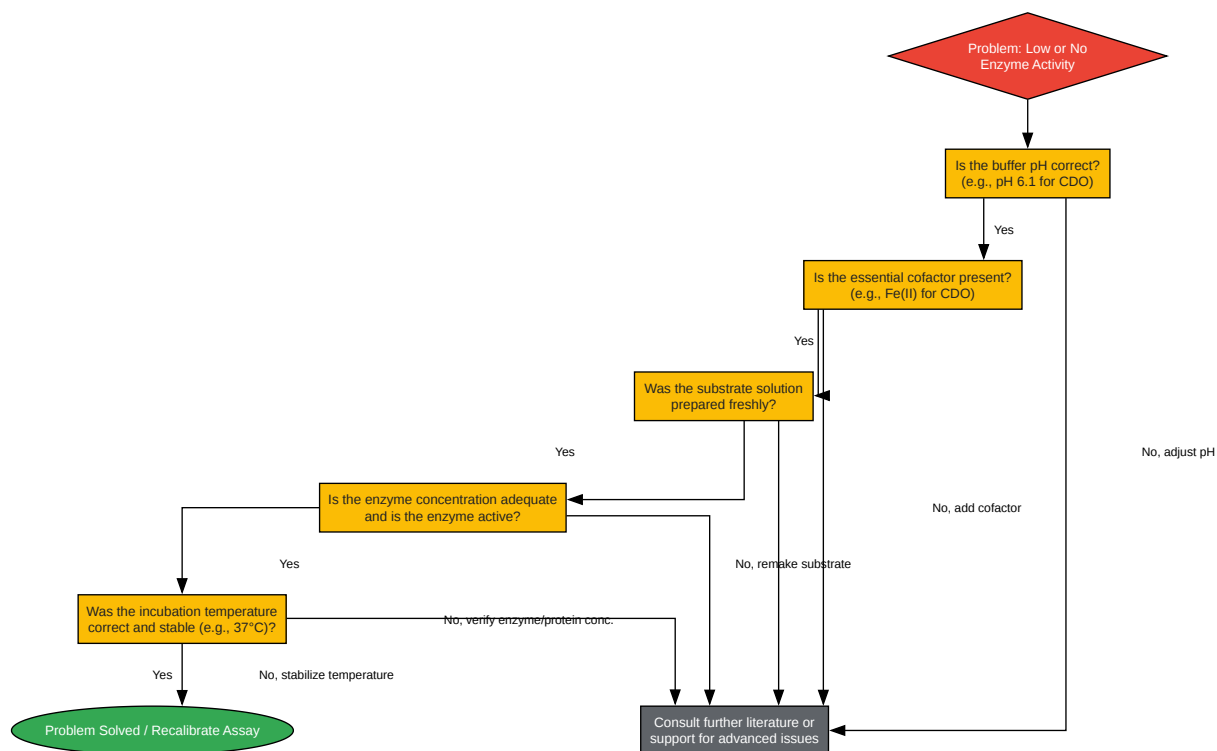 Problem: Low or No
Enzyme Activity
Is the buffer pH correct?
(e.g., pH 6.1 for CDO)
Yes
Is the essential cofactor present?
(e.g., Fe(II) for CDO)
Yes
Was the substrate solution
prepared freshly?
Yes
No, adjust pH
Is the enzyme concentration adequate
and is the enzyme active?
No, add cofactor
Yes
No, remake substrate
Was the incubation temperature
correct and stable (e.g., 37°C)?
No, verify enzyme/protein conc.
Yes
No, stabilize temperature
Problem Solved / Recalibrate Assay
Consult further literature or
support for advanced issues